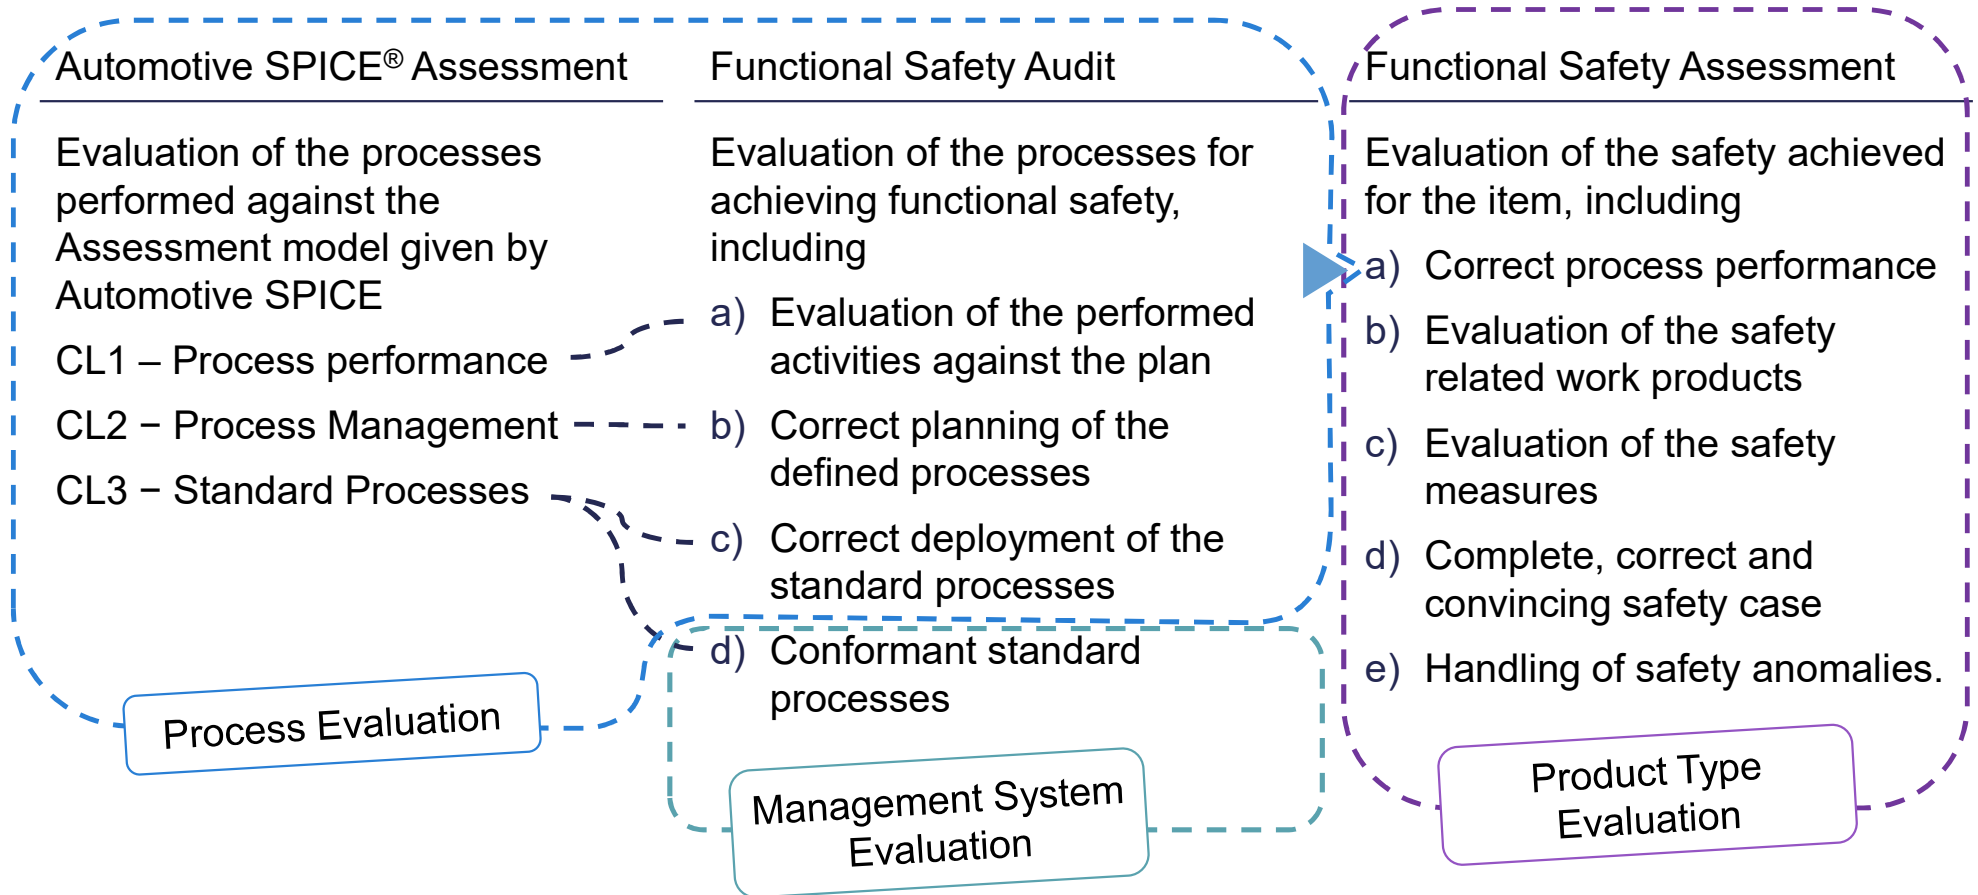 Automotive SPICE® Assessment
Evaluation of the processes
performed against the
Assessment model given by
Automotive SPICE
CL1 – Process performance
CL2 − Process Management
CL3 − Standard Processes
Process Evaluation
Functional Safety Audit
Evaluation of the processes for
achieving functional safety,
including
a) Evaluation of the performed
activities against the plan
b) Correct planning of the
defined processes
c) Correct deployment of the
standard processes
d) Conformant standard
processes
Management System
Evaluation
Functional Safety Assessment
Evaluation of the safety achieved
for the item, including
a) Correct process performance
b) Evaluation of the safety
related work products
c) Evaluation of the safety
measures
d) Complete, correct and
convincing safety case
e) Handling of safety anomalies.
Product Type
Evaluation